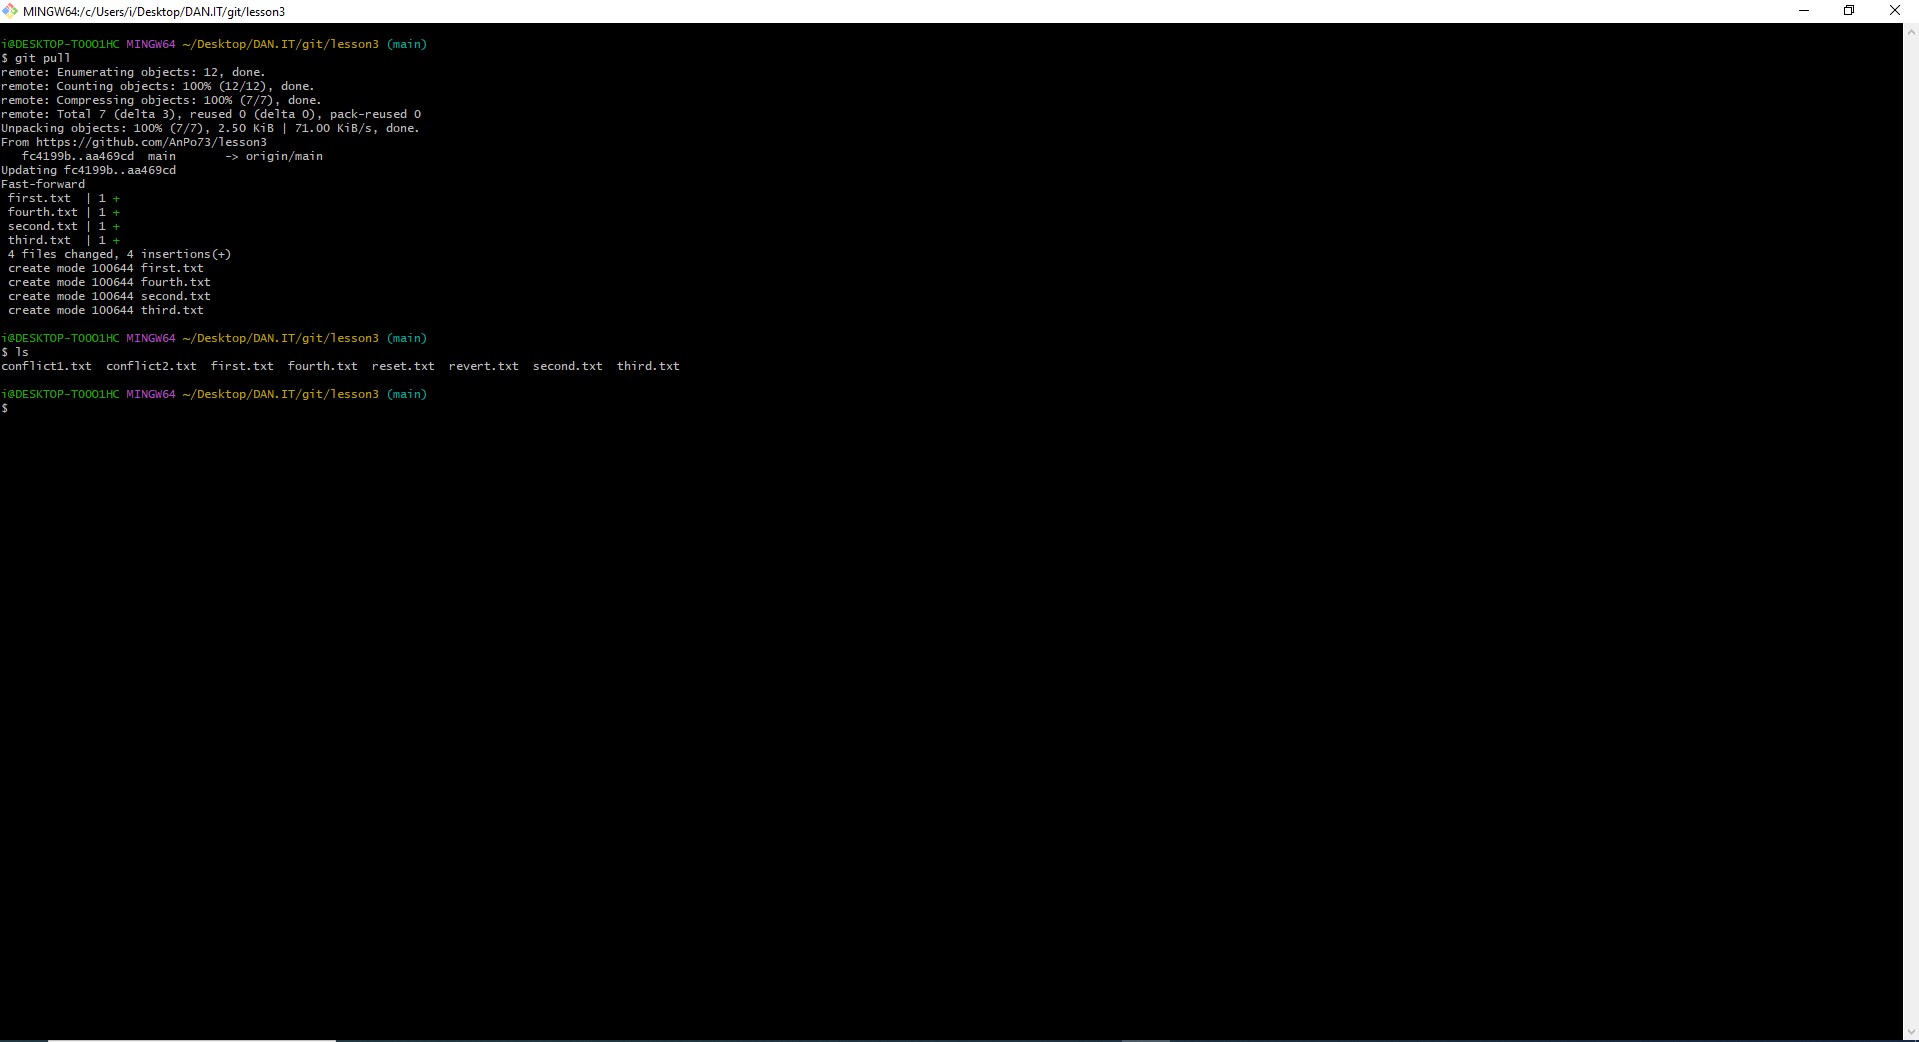 MINGW64:/c/Users/i/Desktop/DAN.IT/git/lesson3
i@DESKTOP-TOOO1HC MINGW64 ~/Desktop/DAN.IT/git/lesson3 (main)
$ git pull
remote: Enumerating objects: 12, done.
remote: Counting objects: 100% (12/12), done.
remote: Compressing objects: 100% (7/7), done.
remote: Total 7 (delta 3), reused 0 (delta 0), pack-reused 0
Unpacking objects: 100% (7/7), 2.50 KiB | 71.00 KiB/s, done.
From https://github.com/AnPo73/lesson3
   fc4199b..aa469cd  main       -> origin/main
Updating fc4199b..aa469cd
Fast-forward
 first.txt  | 1 +
 fourth.txt | 1 +
 second.txt | 1 +
 third.txt  | 1 +
 4 files changed, 4 insertions(+)
 create mode 100644 first.txt
 create mode 100644 fourth.txt
 create mode 100644 second.txt
 create mode 100644 third.txt
i@DESKTOP-TOOO1HC MINGW64 ~/Desktop/DAN.IT/git/lesson3 (main)
$ ls
conflict1.txt  conflict2.txt  first.txt  fourth.txt  reset.txt  revert.txt  second.txt  third.txt
i@DESKTOP-TOOO1HC MINGW64 ~/Desktop/DAN.IT/git/lesson3 (main)
$